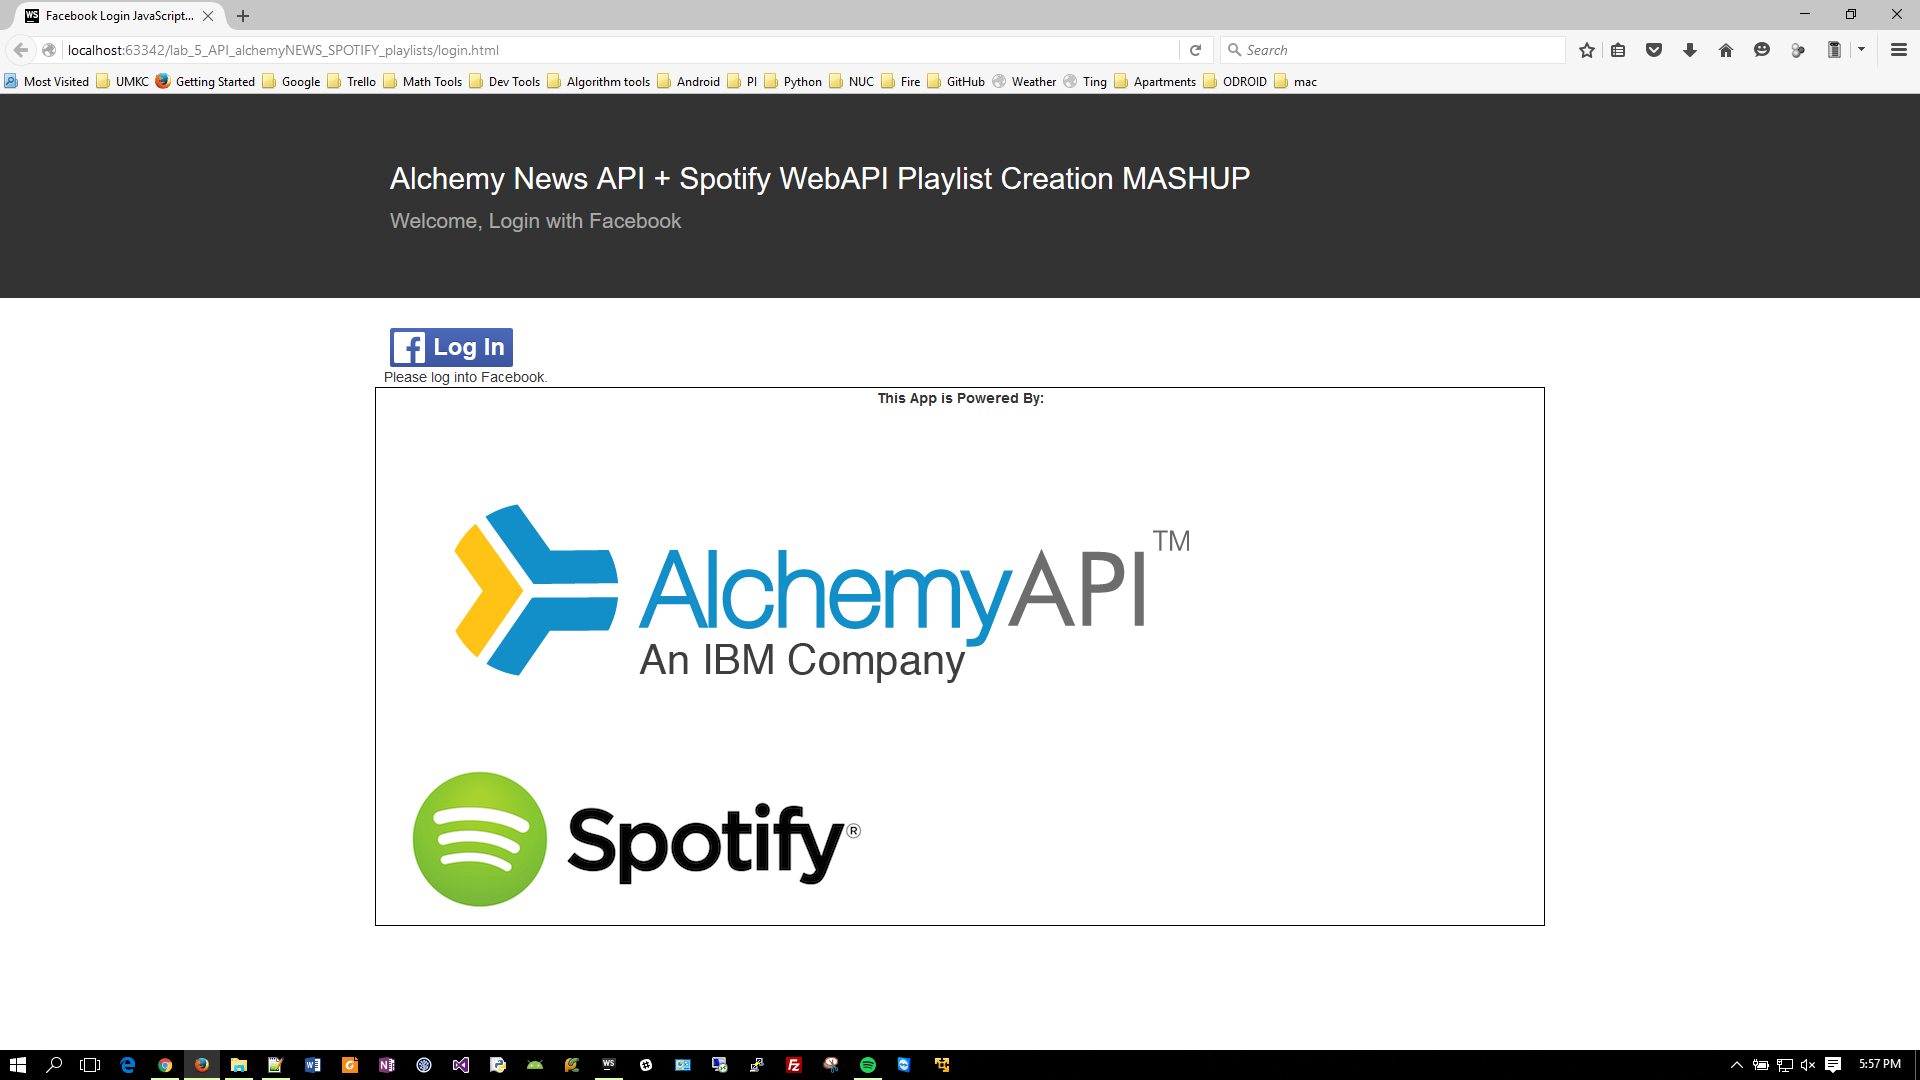 WS Facebook Login JavaScript...
localhost:63342/lab_5_API_alchemyNEWS_SPOTIFY_playlists/login.html
Search
Most Visited UMKC Getting Started Google Trello Math Tools Dev Tools Algorithm tools Android PI Python NUC Fire GitHub Weather Ting Apartments ODROID mac
Alchemy News API + Spotify WebAPI Playlist Creation MASHUP
Welcome, Login with Facebook
f Log In
Please log into Facebook.
This App is Powered By:
AlchemyAPI™
An IBM Company
Spotify®
5:57 PM